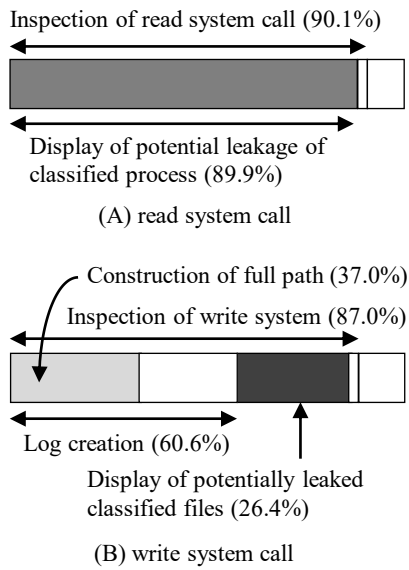 Inspection of read system call (90.1%)
Display of potential leakage of
classified process (89.9%)
(A) read system call
Construction of full path (37.0%)
Inspection of write system (87.0%)
Log creation (60.6%)
Display of potentially leaked
classified files (26.4%)
(B) write system call